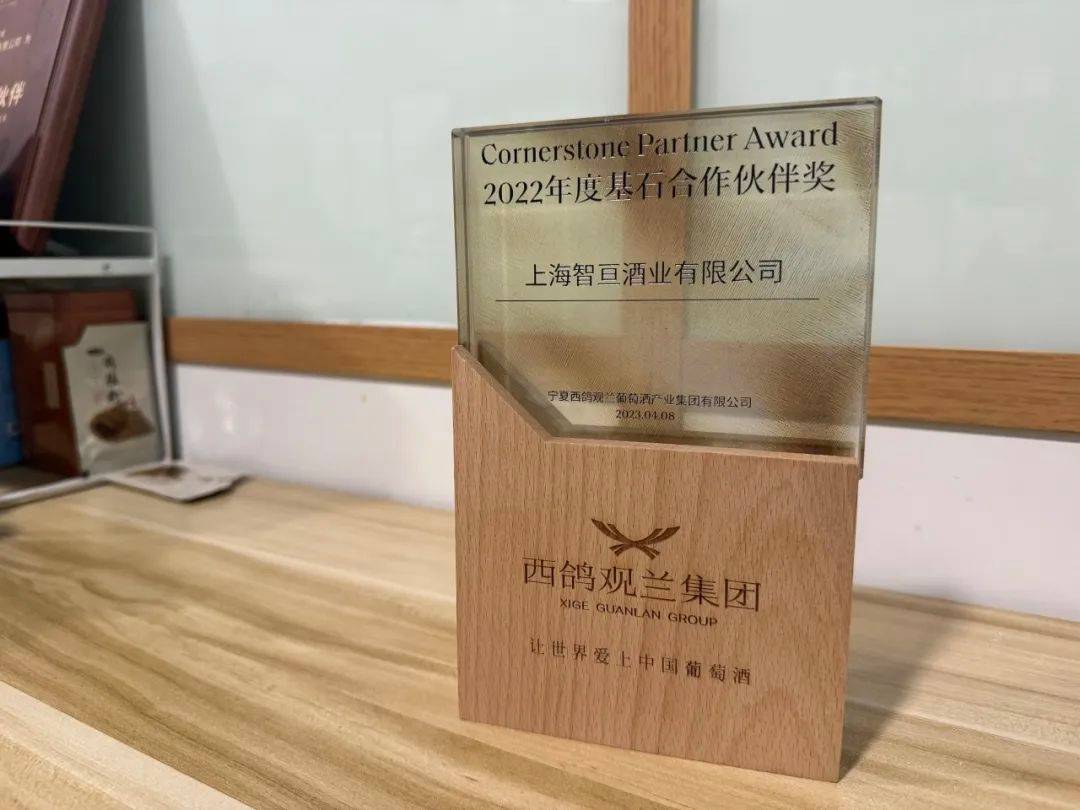 Cornerstone Partner Award
2022年度基石合作伙伴奖
上海智亘酒业有限公司
宁夏西鸽观兰葡萄酒产业集团有限公司
2023.04.08
西鸽观兰集团
XIGE GUANLAN GROUP
让世界爱上中国葡萄酒
伙伴